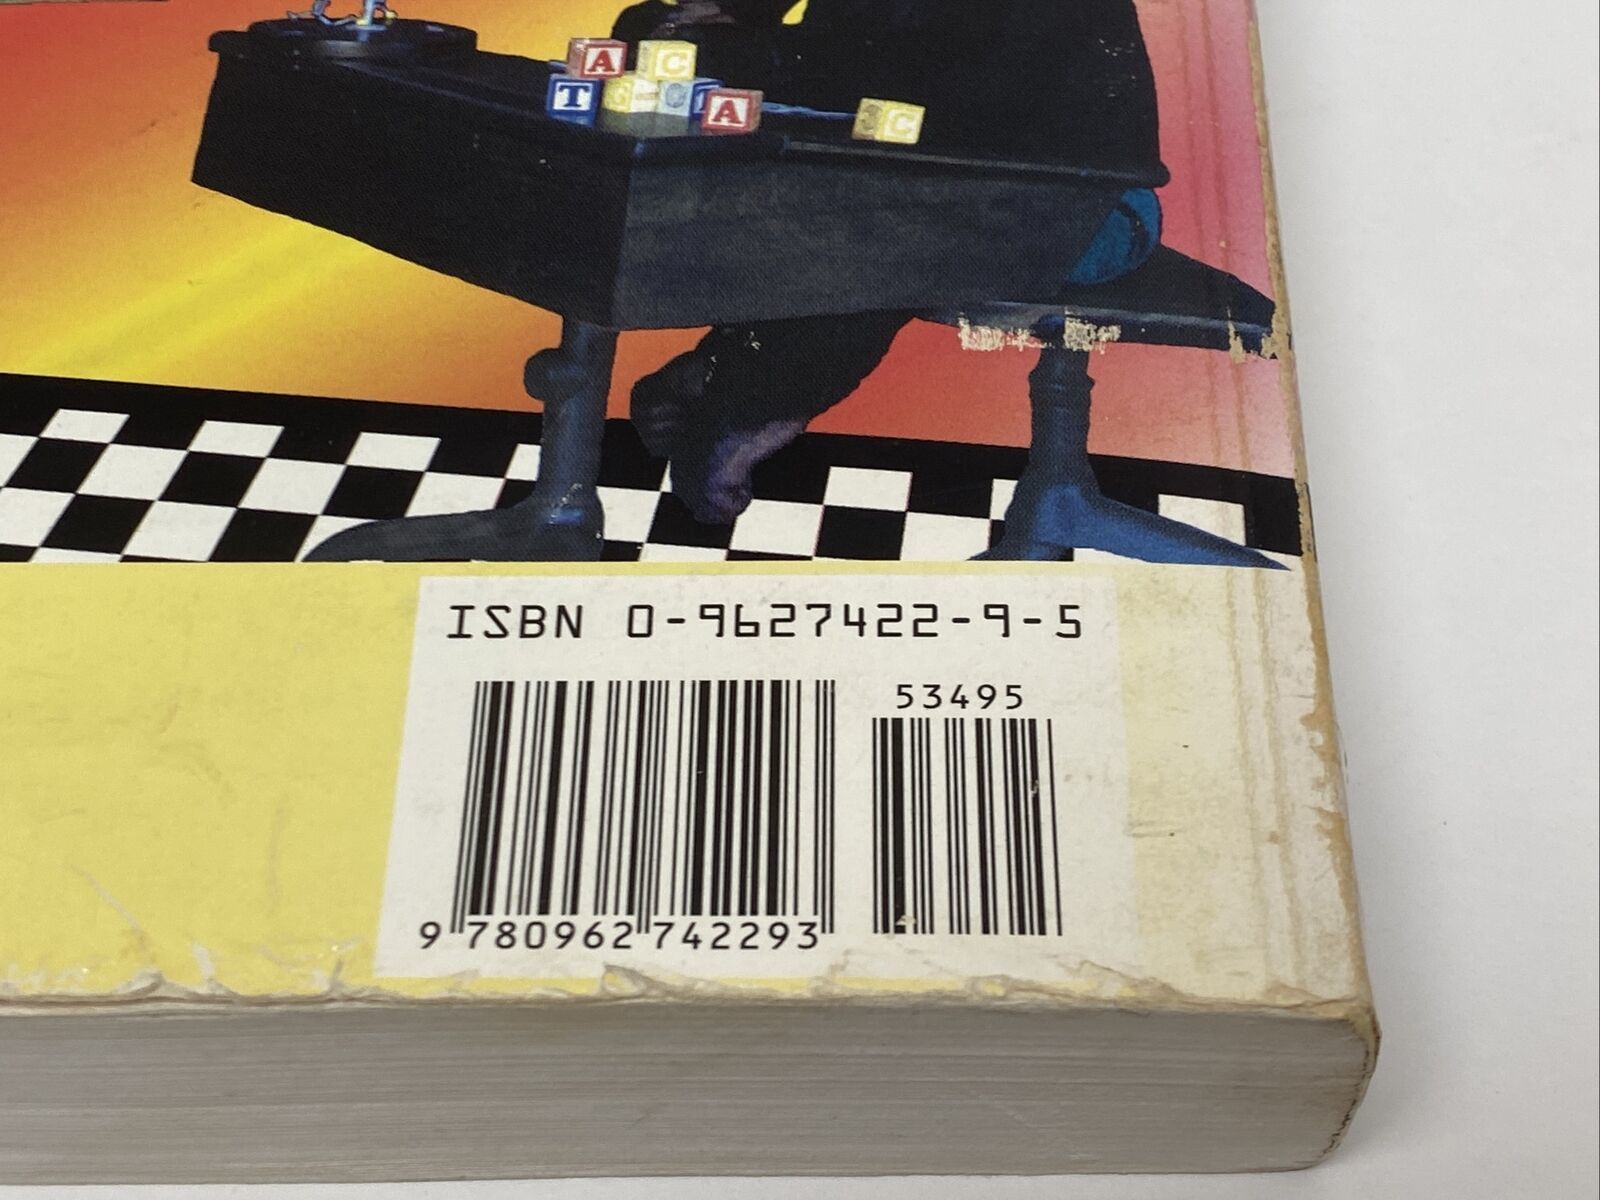 A C
T G A C
ISBN 0-9627422-9-5
53495
9 780962 742293